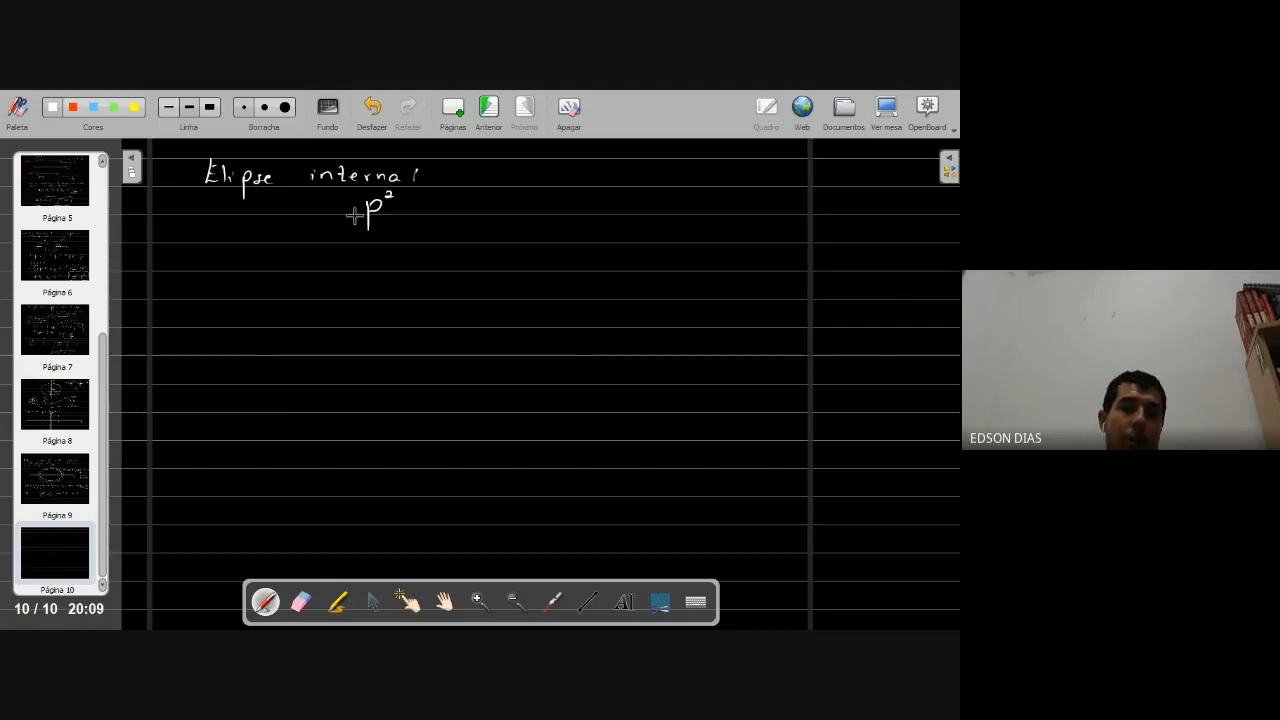 Paleta
Cores
Linha
Borracha
Fundo
Desfazer
Refazer
Páginas
Anterior
Próximo
Apagar
Quadro
Web
Documentos
Ver mesa
OpenBoard
Elipse interna
p²
Página 5
Página 6
Página 7
Página 8
Página 9
Página 10
10 / 10 20:09
EDSON DIAS